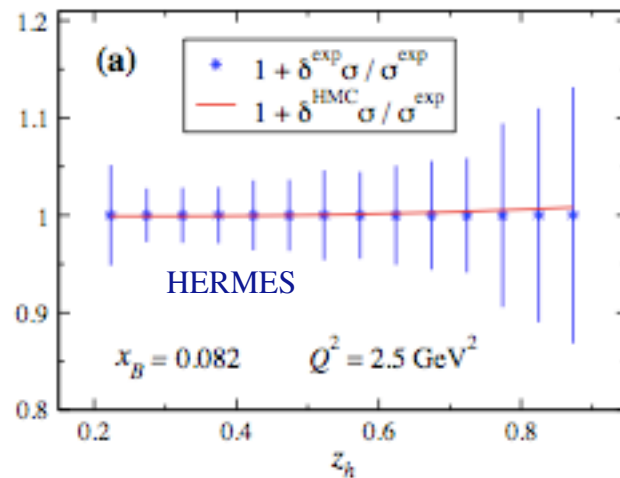 1.2
(a)
1 + δ^exp σ / σ^exp
1 + δ^HMC σ / σ^exp
1.1
1
HERMES
0.9
x_B = 0.082 Q^2 = 2.5 GeV^2
0.8
0.2 0.4 0.6 0.8
z_h